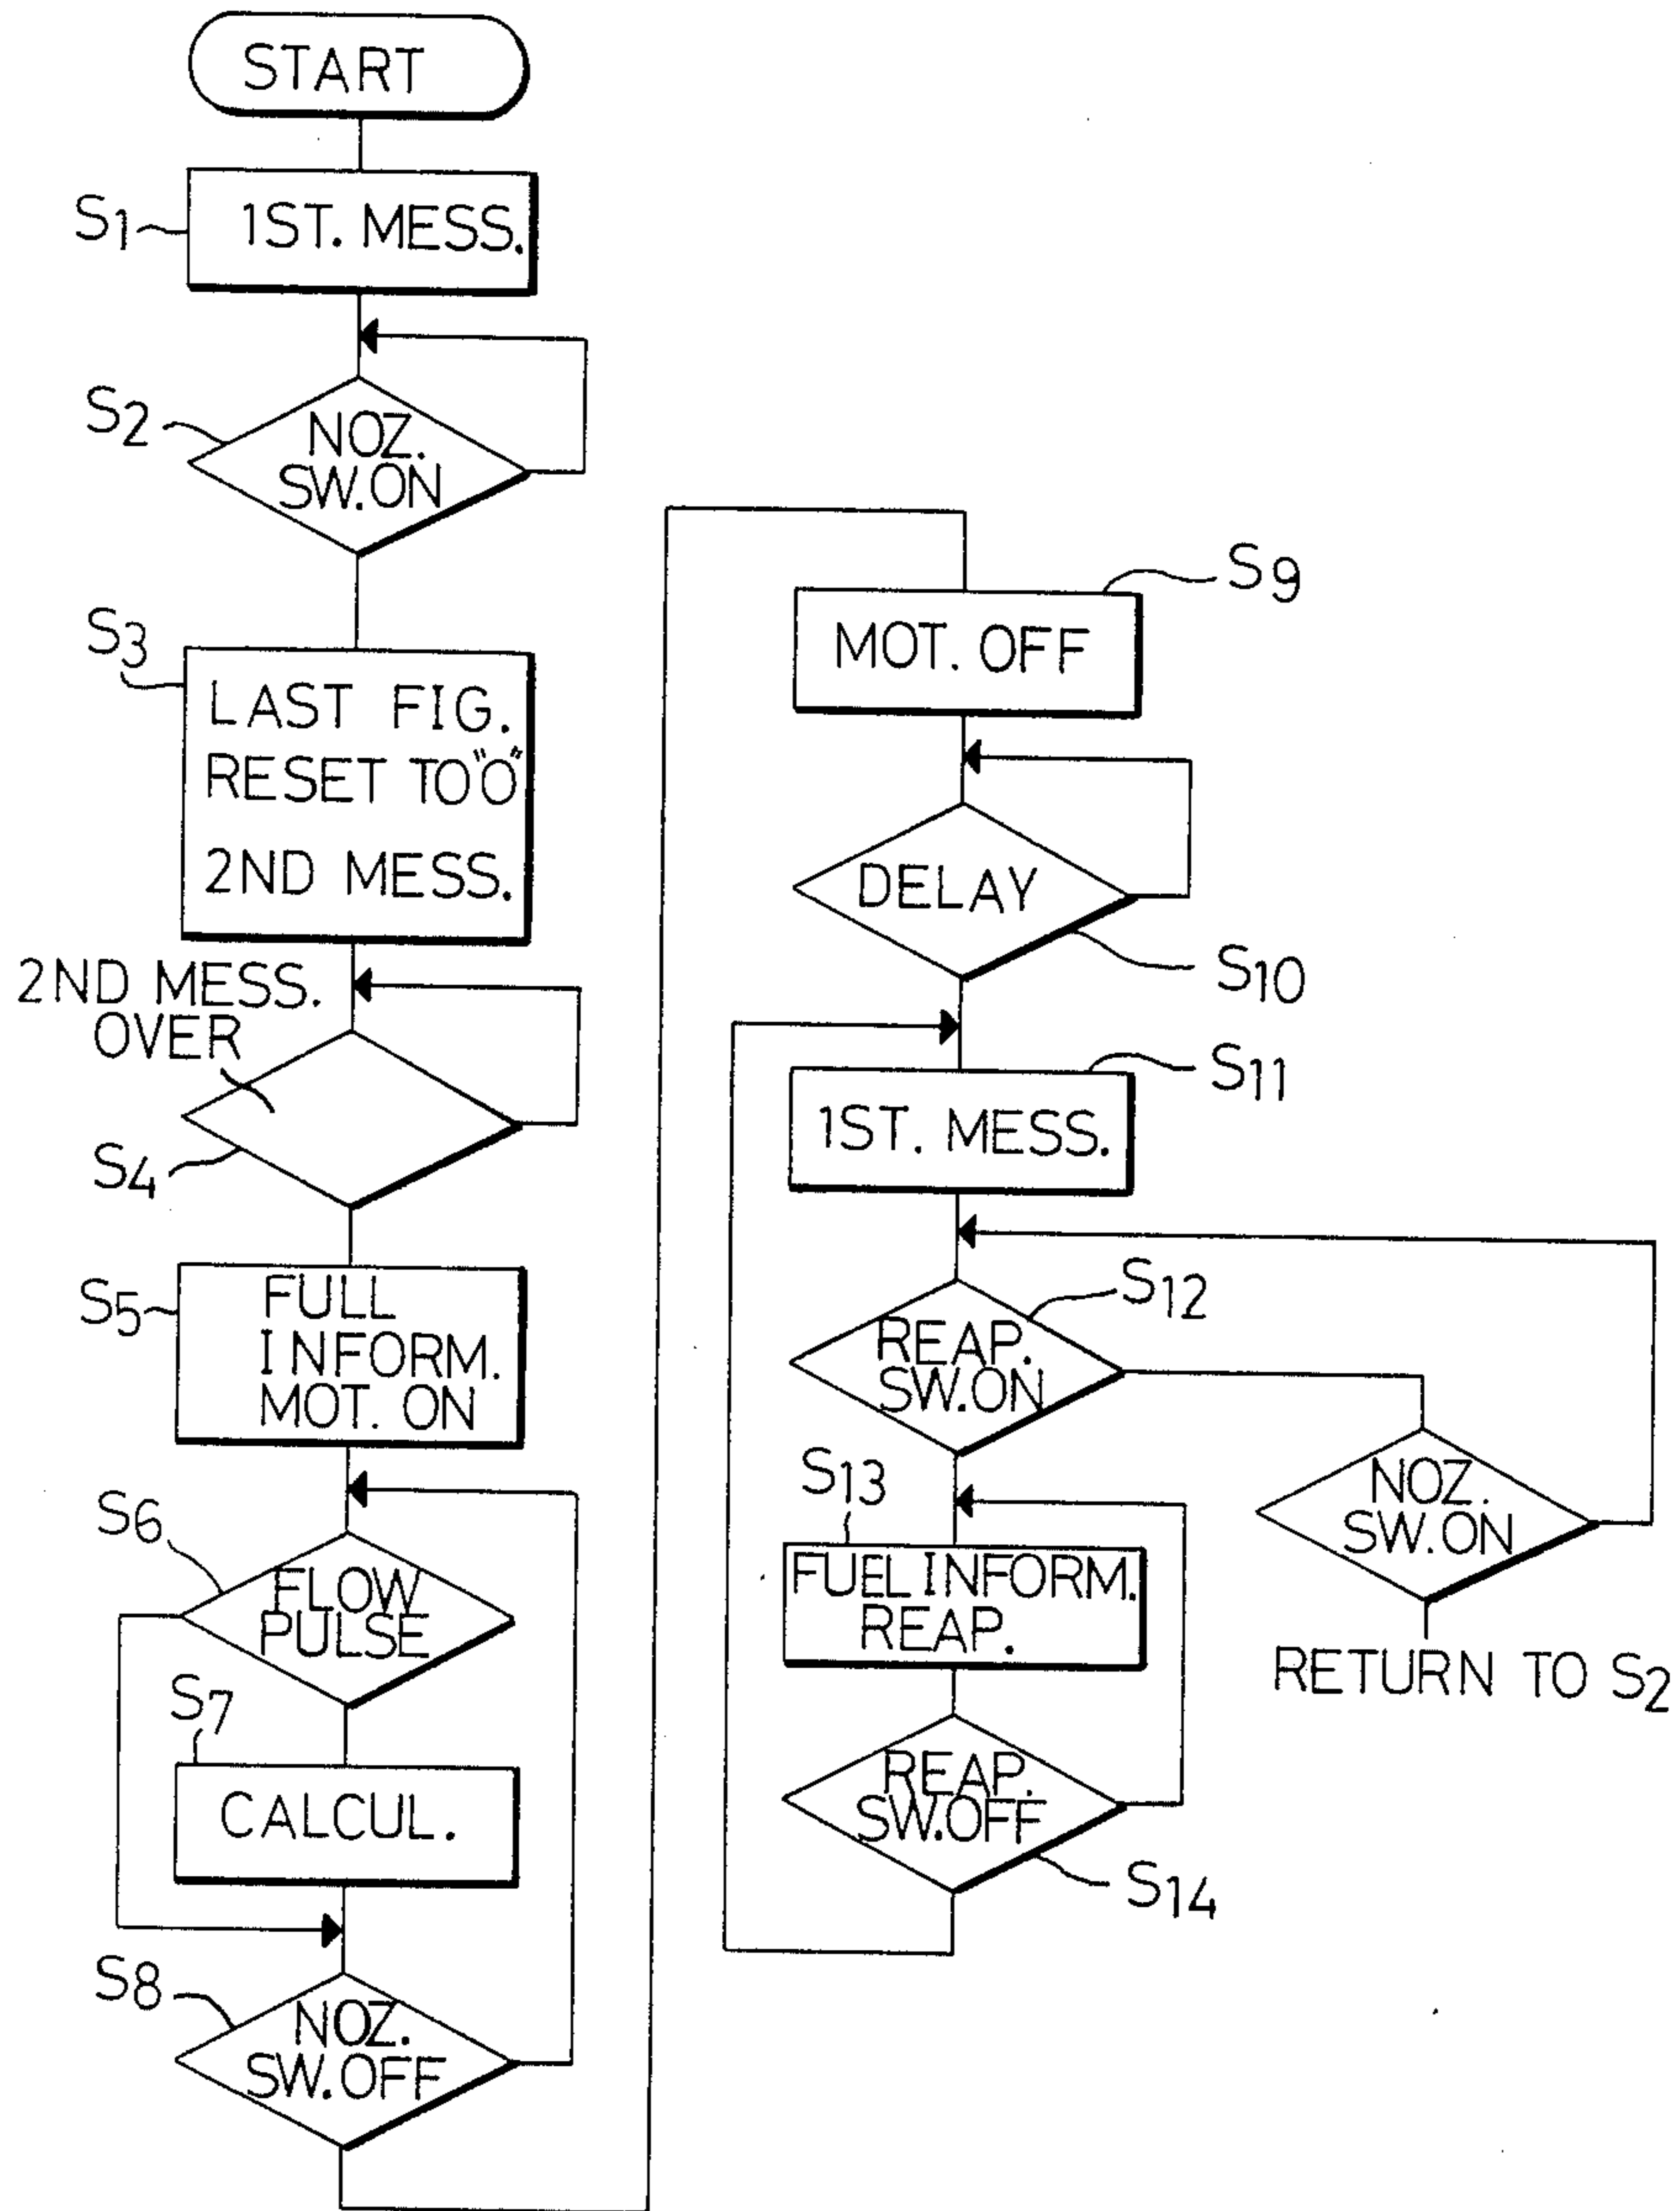 START
S1
1ST. MESS.
S2
NOZ.
SW.ON
S3
LAST FIG.
RESET TO "0"
2ND MESS.
2ND MESS.
OVER
S4
S5
FULL
INFORM.
MOT. ON
S6
FLOW
PULSE
S7
CALCUL.
S8
NOZ.
SW.OFF
S9
MOT. OFF
DELAY
S10
S11
1ST. MESS.
S12
REAP.
SW.ON
NOZ.
SW.ON
RETURN TO S2
S13
FUEL INFORM.
REAP.
REAP.
SW.OFF
S14